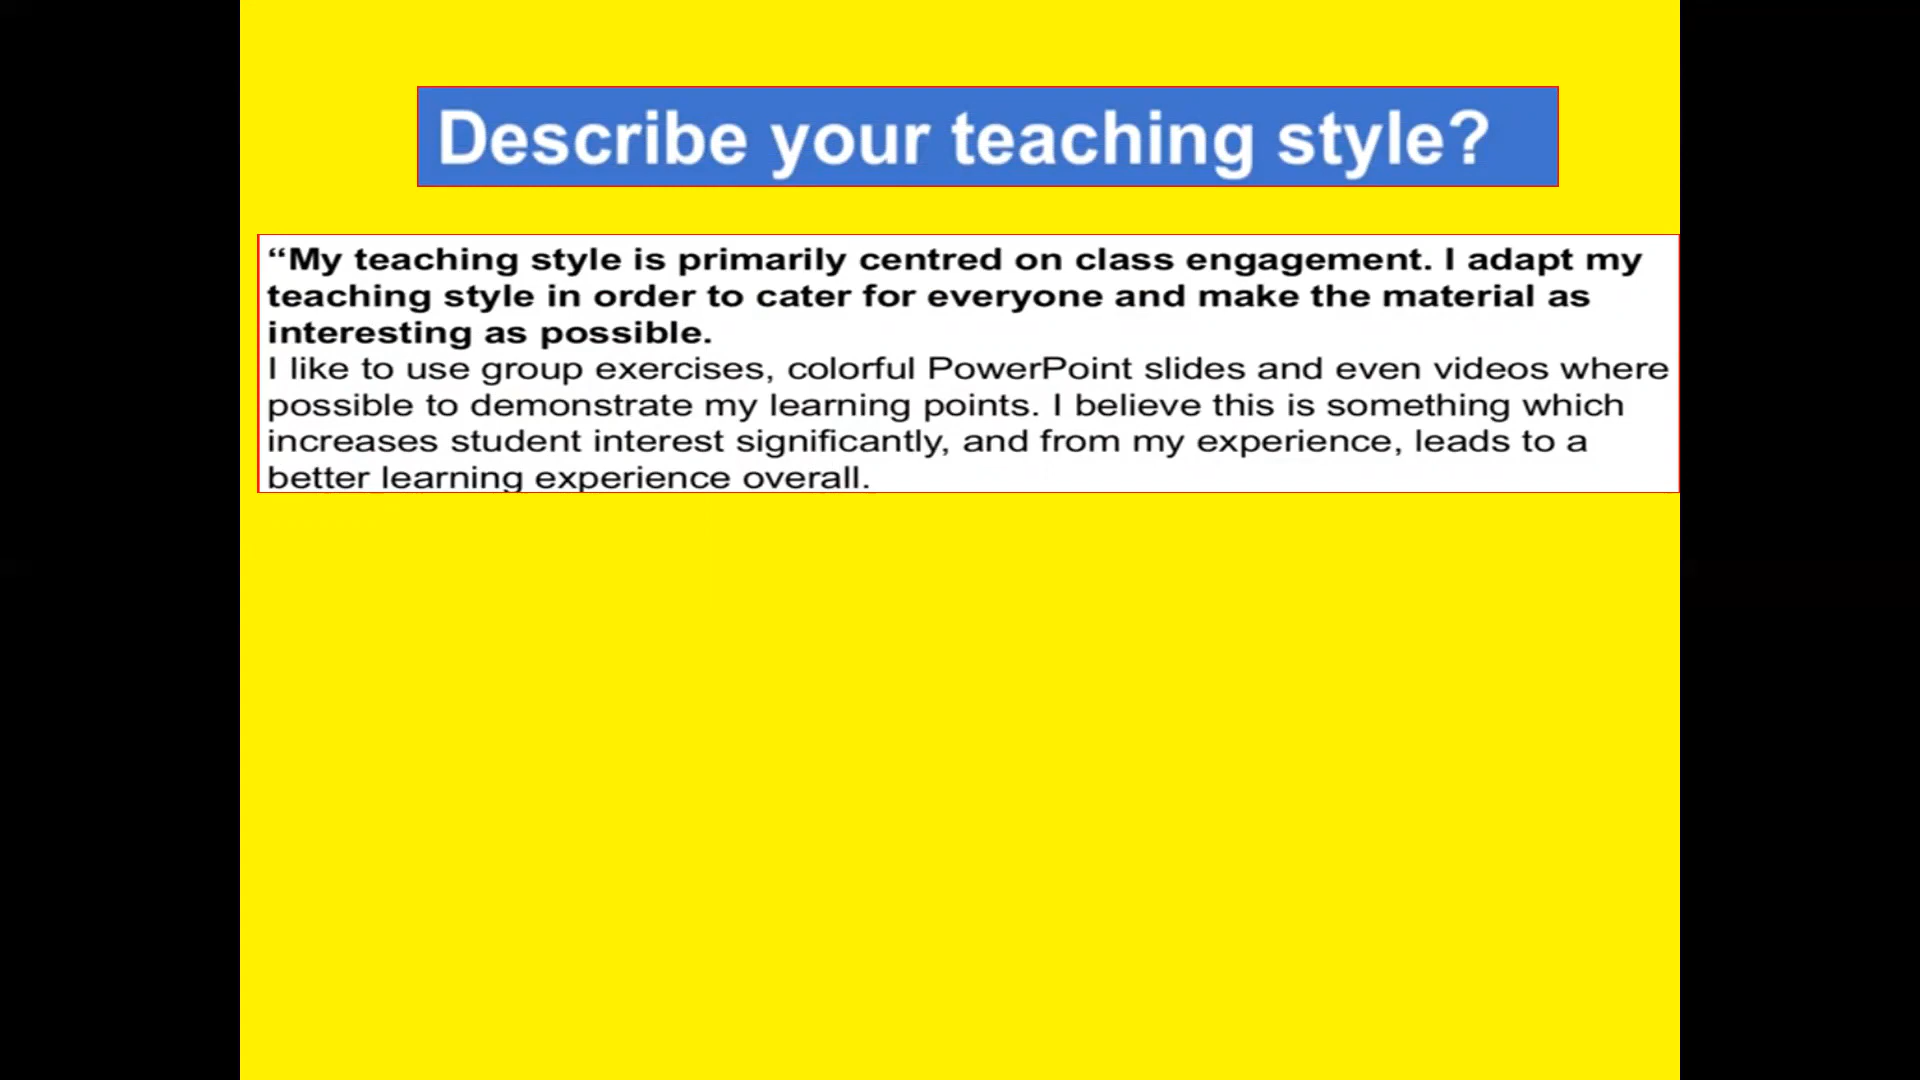 Describe your teaching style?
“My teaching style is primarily centred on class engagement. I adapt my
teaching style in order to cater for everyone and make the material as
interesting as possible.
I like to use group exercises, colorful PowerPoint slides and even videos where
possible to demonstrate my learning points. I believe this is something which
increases student interest significantly, and from my experience, leads to a
better learning experience overall.